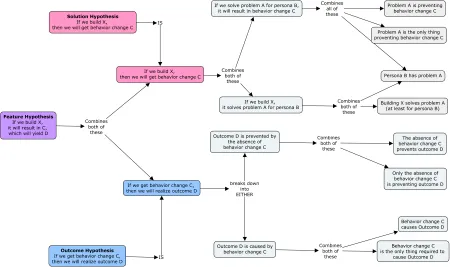 Solution Hypothesis
If we build X,
then we will get behavior change C
IS
If we build X,
then we will get behavior change C
Feature Hypothesis
If we build X,
it will result in C,
which will yield D
Combines
both of
these
If we get behavior change C,
then we will realize outcome D
Outcome Hypothesis
If we get behavior change C,
then we will realize outcome D
IS
Combines
both of
these
If we solve problem A for persona B,
it will result in behavior change C
Combines
all of
these
Problem A is preventing
behavior change C
Problem A is the only thing
preventing behavior change C
Persona B has problem A
If we build X,
it solves problem A for persona B
Combines
both of
these
Building X solves problem A
(at least for persona B)
breaks down
into
EITHER
Outcome D is prevented by
the absence of
behavior change C
Combines
both of
these
The absence of
behavior change C
prevents outcome D
Only the absence of
behavior change C
is preventing outcome D
Outcome D is caused by
behavior change C
Combines
both of
these
Behavior change C
causes Outcome D
Behavior change C
is the only thing required to
cause Outcome D